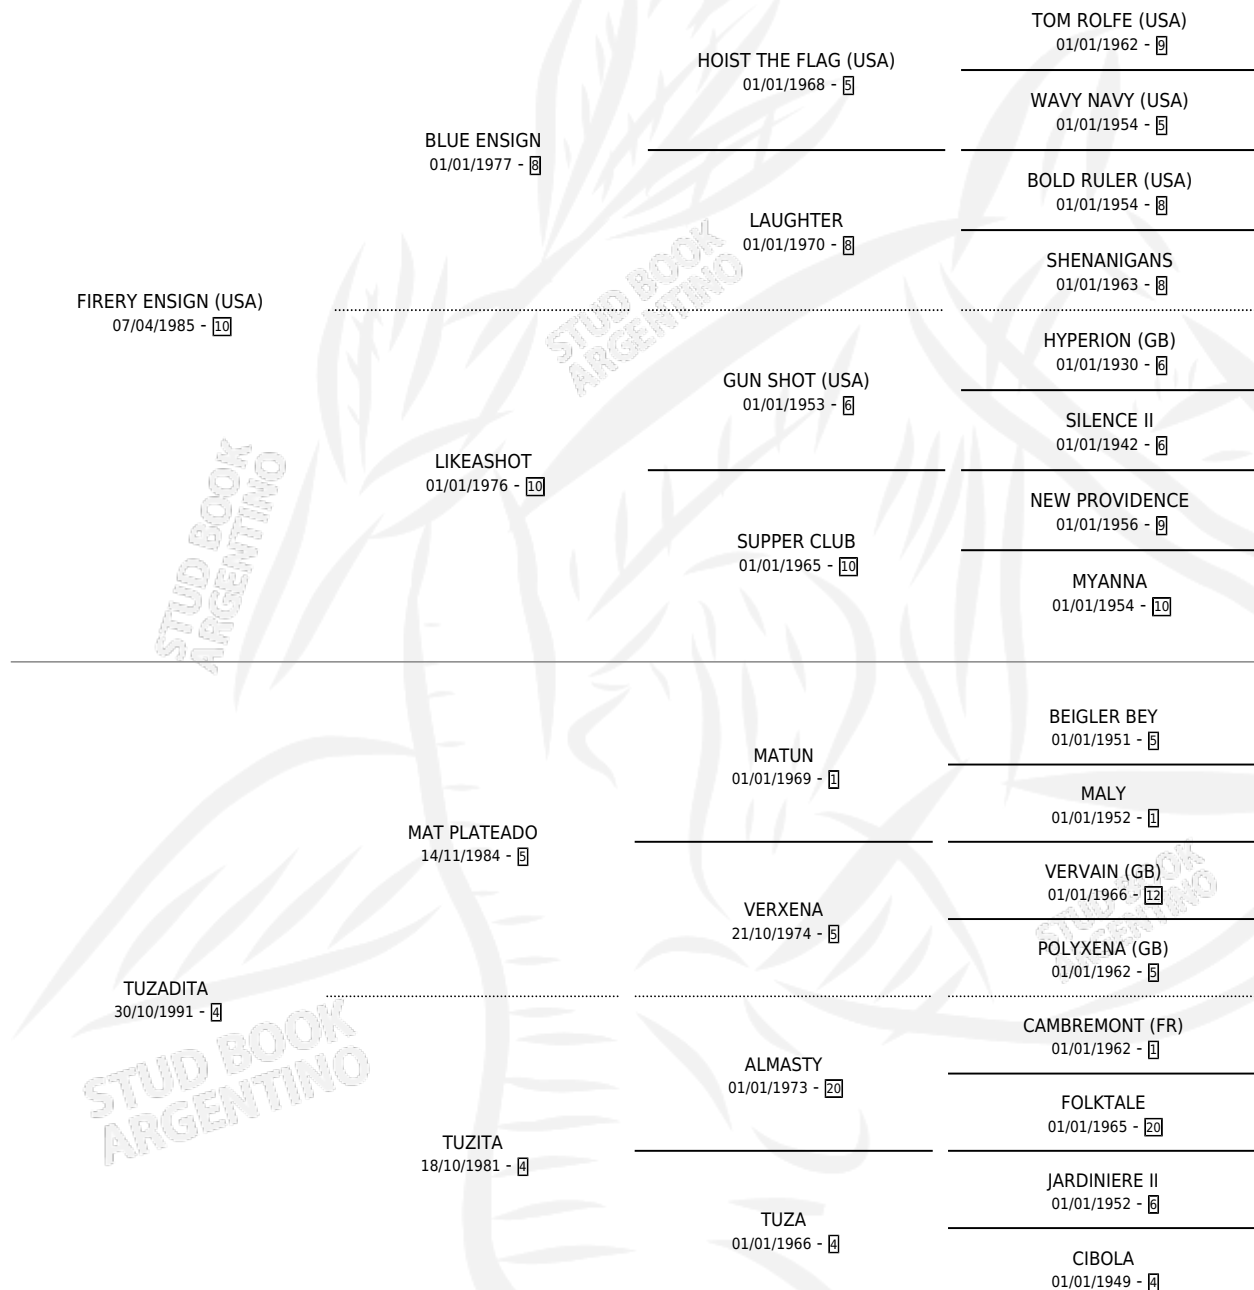 TOM ROLFE (USA)
01/01/1962 - 9
HOIST THE FLAG (USA)
01/01/1968 - 5
WAVY NAVY (USA)
01/01/1954 - 5
BLUE ENSIGN
01/01/1977 - 8
BOLD RULER (USA)
01/01/1954 - 8
LAUGHTER
01/01/1970 - 8
SHENANIGANS
01/01/1963 - 8
FIRERY ENSIGN (USA)
07/04/1985 - 10
HYPERION (GB)
01/01/1930 - 6
GUN SHOT (USA)
01/01/1953 - 6
SILENCE II
01/01/1942 - 6
LIKEASHOT
01/01/1976 - 10
NEW PROVIDENCE
01/01/1956 - 9
SUPPER CLUB
01/01/1965 - 10
MYANNA
01/01/1954 - 10
BEIGLER BEY
01/01/1951 - 5
MATUN
01/01/1969 - 1
MALY
01/01/1952 - 1
MAT PLATEADO
14/11/1984 - 5
VERVAIN (GB)
01/01/1966 - 12
VERXENA
21/10/1974 - 5
POLYXENA (GB)
01/01/1962 - 5
TUZADITA
30/10/1991 - 4
CAMBREMONT (FR)
01/01/1962 - 1
ALMASTY
01/01/1973 - 20
FOLKTALE
01/01/1965 - 20
TUZITA
18/10/1981 - 4
JARDINIERE II
01/01/1952 - 6
TUZA
01/01/1966 - 4
CIBOLA
01/01/1949 - 4
STUD BOOK
ARGENTINO
STUD BOOK
ARGENTINO
STUD BOOK
ARGENTINO
STUD BOOK
ARGENTINO